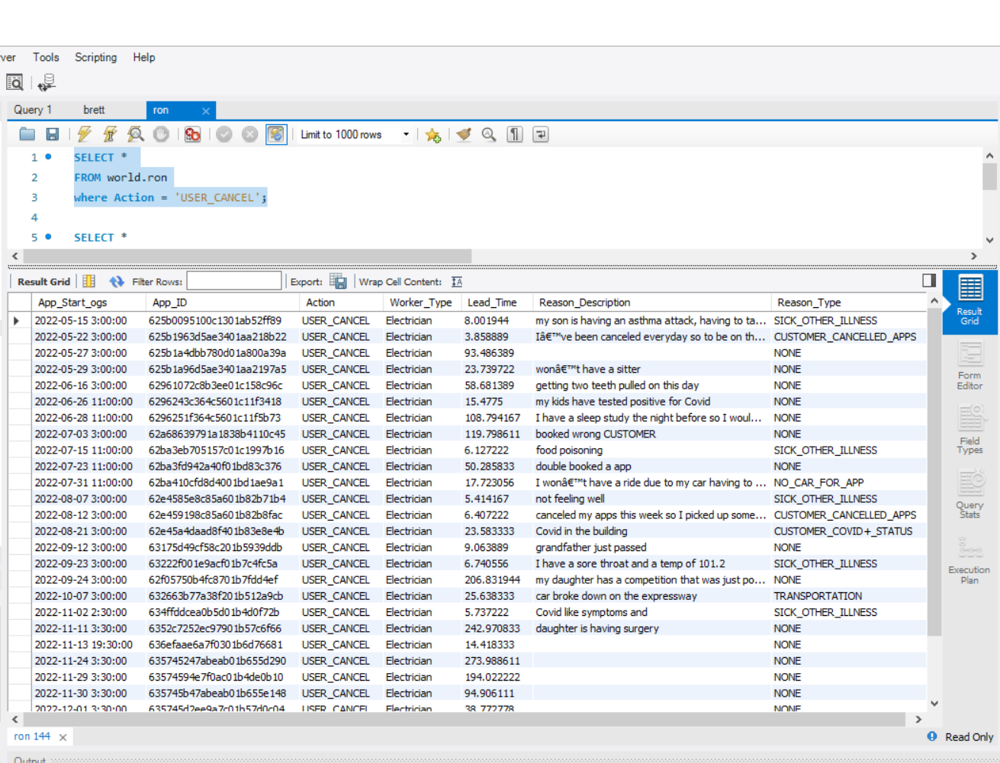 ver Tools Scripting Help
Query 1 brett ron
Limit to 1000 rows
1 SELECT *
2 FROM world.ron
3 where Action = 'USER_CANCEL';
4
5 SELECT *
Result Grid Filter Rows: Export: Wrap Cell Content: IA
App_Start_ogs App_ID Action Worker_Type Lead_Time Reason_Description Reason_Type
2022-05-15 3:00:00 625b0095100c1301ab52ff89 USER_CANCEL Electrician 8.001944 my son is having an asthma attack, having to ta... SICK_OTHER_ILLNESS
2022-05-22 3:00:00 625b1963d5ae3401aa218b22 USER_CANCEL Electrician 3.858889 Iâ€™ve been canceled everyday so to be on th... CUSTOMER_CANCELLED_APPS
2022-05-27 3:00:00 625b1a4dbb780d01a800a39a USER_CANCEL Electrician 93.486389 NONE
2022-05-29 3:00:00 625b1a96d5ae3401aa2197a5 USER_CANCEL Electrician 23.739722 wonâ€™t have a sitter NONE
2022-06-16 3:00:00 62961072c8b3ee01c158c96c USER_CANCEL Electrician 58.681389 getting two teeth pulled on this day NONE
2022-06-26 11:00:00 6296243c364c5601c11f3418 USER_CANCEL Electrician 15.4775 my kids have tested positive for Covid NONE
2022-06-28 11:00:00 6296251f364c5601c11f5b73 USER_CANCEL Electrician 108.794167 I have a sleep study the night before so I woul... NONE
2022-07-03 3:00:00 62a68639791a1838b4110c45 USER_CANCEL Electrician 119.798611 booked wrong CUSTOMER NONE
2022-07-15 11:00:00 62ba3eb705157c01c1997b16 USER_CANCEL Electrician 6.127222 food poisoning SICK_OTHER_ILLNESS
2022-07-23 11:00:00 62ba3fd942a40f01bd83c376 USER_CANCEL Electrician 50.285833 double booked a app NONE
2022-07-31 11:00:00 62ba410cfd8d4001bd1ae9a1 USER_CANCEL Electrician 17.723056 I wonâ€™t have a ride due to my car having to ... NO_CAR_FOR_APP
2022-08-07 3:00:00 62e4585e8c85a601b82b71b4 USER_CANCEL Electrician 5.414167 not feeling well SICK_OTHER_ILLNESS
2022-08-12 3:00:00 62e459198c85a601b82b8fac USER_CANCEL Electrician 6.407222 canceled my apps this week so I picked up some... CUSTOMER_CANCELLED_APPS
2022-08-21 3:00:00 62e45a4daad8f401b83e8e4b USER_CANCEL Electrician 23.583333 Covid in the building CUSTOMER_COVID+_STATUS
2022-09-12 3:00:00 63175d49cf58c201b5939ddb USER_CANCEL Electrician 9.063889 grandfather just passed NONE
2022-09-23 3:00:00 63222f001e9acf01b7c4fc5a USER_CANCEL Electrician 6.740556 I have a sore throat and a temp of 101.2 SICK_OTHER_ILLNESS
2022-09-24 3:00:00 62f05750b4fc8701b7fdd4ef USER_CANCEL Electrician 206.831944 my daughter has a competition that was just po... NONE
2022-10-07 3:00:00 632663b77a38f201b512a9cb USER_CANCEL Electrician 25.638333 car broke down on the expressway TRANSPORTATION
2022-11-02 2:30:00 634ffddcea0b5d01b4d0f72b USER_CANCEL Electrician 5.737222 Covid like symptoms and SICK_OTHER_ILLNESS
2022-11-11 3:30:00 6352c7252ec97901b57c6f66 USER_CANCEL Electrician 242.970833 daughter is having surgery NONE
2022-11-13 19:30:00 636efaae6a7f0301b6d76681 USER_CANCEL Electrician 14.418333 NONE
2022-11-24 3:30:00 635745247abeab01b655d290 USER_CANCEL Electrician 273.988611 NONE
2022-11-29 3:30:00 63574594e7f0ac01b4de0b10 USER_CANCEL Electrician 194.022222 NONE
2022-11-30 3:30:00 635745b47abeab01b655e148 USER_CANCEL Electrician 94.906111 NONE
2022-12-01 3:30:00 635745d2ee9a7c01b57d0c04 USER_CANCEL Electrician 38.772778 NONE
Result Grid
Form Editor
Field Types
Query Stats
Execution Plan
ron 144 Read Only
Output